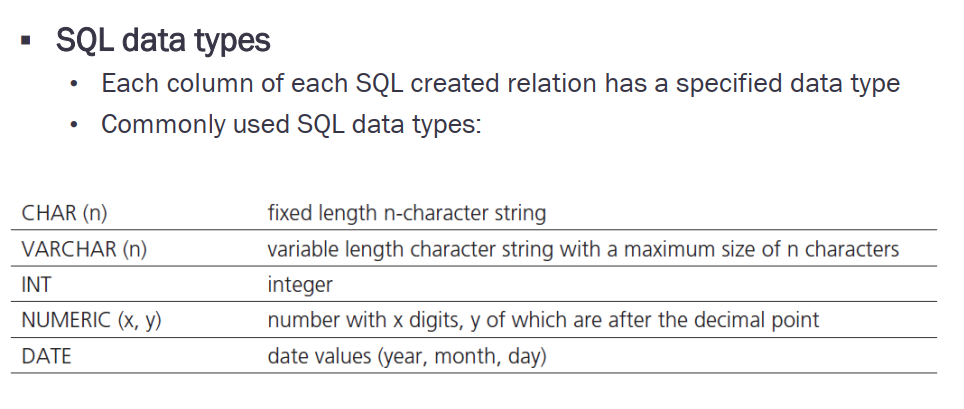 ▪ SQL data types
• Each column of each SQL created relation has a specified data type
• Commonly used SQL data types:
CHAR (n) fixed length n-character string
VARCHAR (n) variable length character string with a maximum size of n characters
INT integer
NUMERIC (x, y) number with x digits, y of which are after the decimal point
DATE date values (year, month, day)